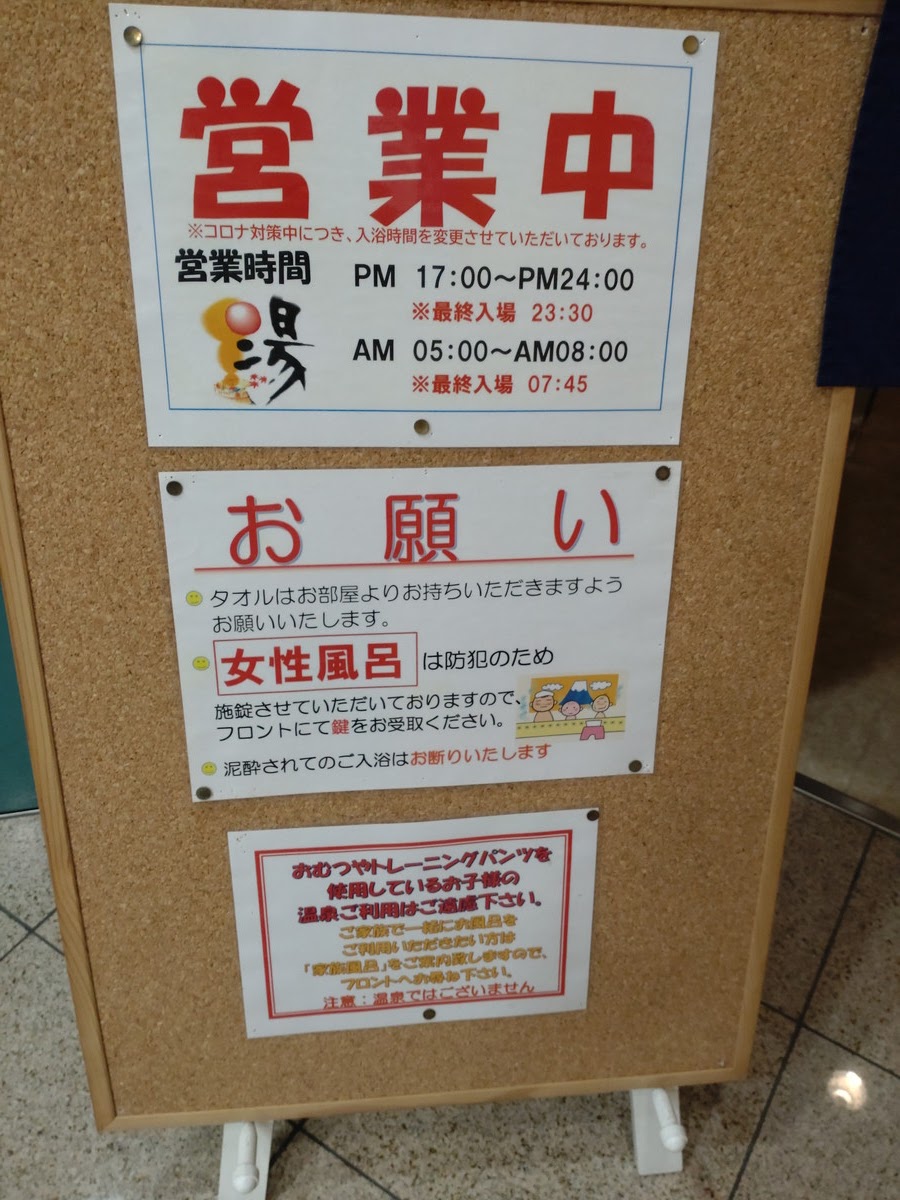 営業中
※コロナ対策中につき、入浴時間を変更させていただいております。
営業時間
PM 17:00～PM24:00
※最終入場 23:30
湯
AM 05:00～AM08:00
※最終入場 07:45
お願い
タオルはお部屋よりお持ちいただきますよう
お願いいたします。
女性風呂は防犯のため
施錠させていただいておりますので、
フロントにて鍵をお受取ください。
泥酔されてのご入浴はお断りいたします
おむつやトレーニングパンツを
使用しているお子様の
温泉ご利用はご遠慮下さい。
ご家族で一緒にお風呂を
ご利用いただきたい方は
「家族風呂」をご案内致しますので、
フロントへお尋ね下さい。
注意：温泉ではございません